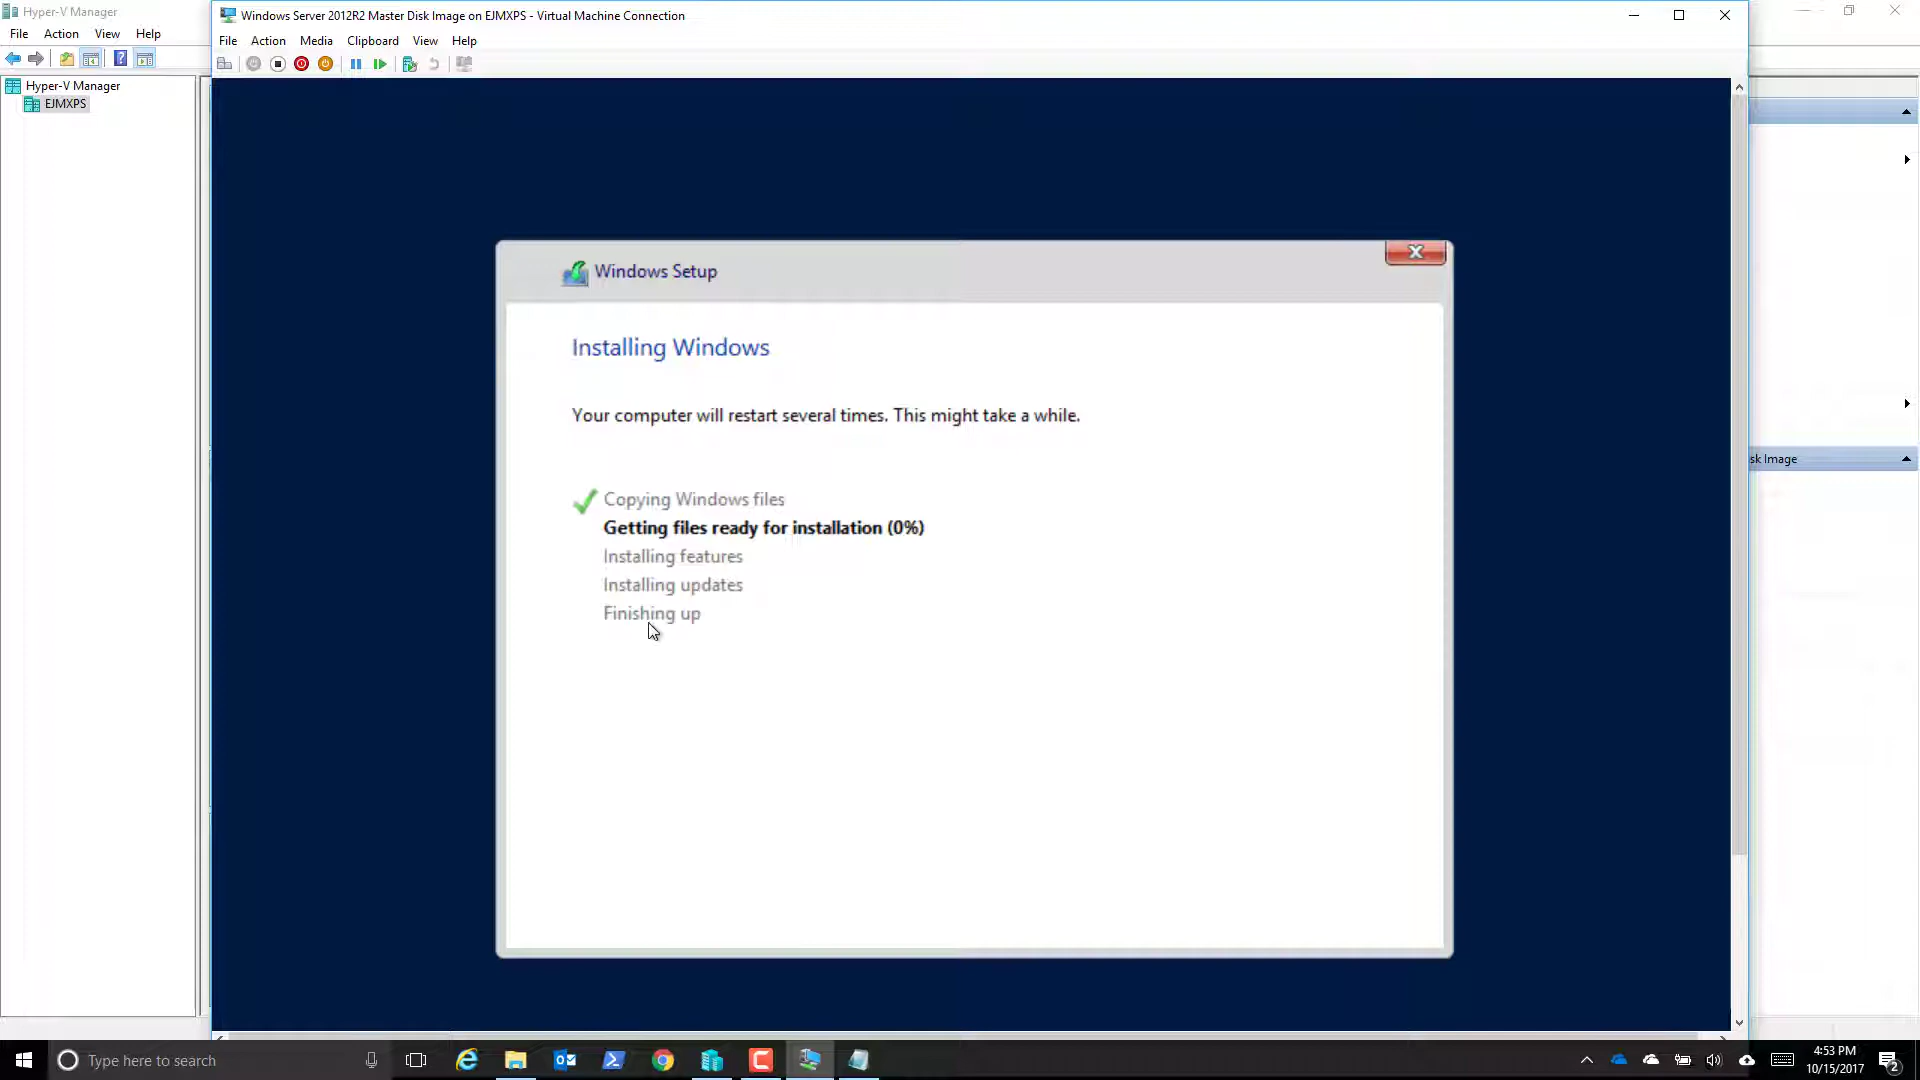 Hyper-V Manager
File Action View Help
Hyper-V Manager
EJMXPS
Windows Server 2012R2 Master Disk Image on EJMXPS - Virtual Machine Connection
File Action Media Clipboard View Help
Windows Setup
Installing Windows
Your computer will restart several times. This might take a while.
Copying Windows files
Getting files ready for installation (0%)
Installing features
Installing updates
Finishing up
sk Image
Type here to search
4:53 PM
10/15/2017
2